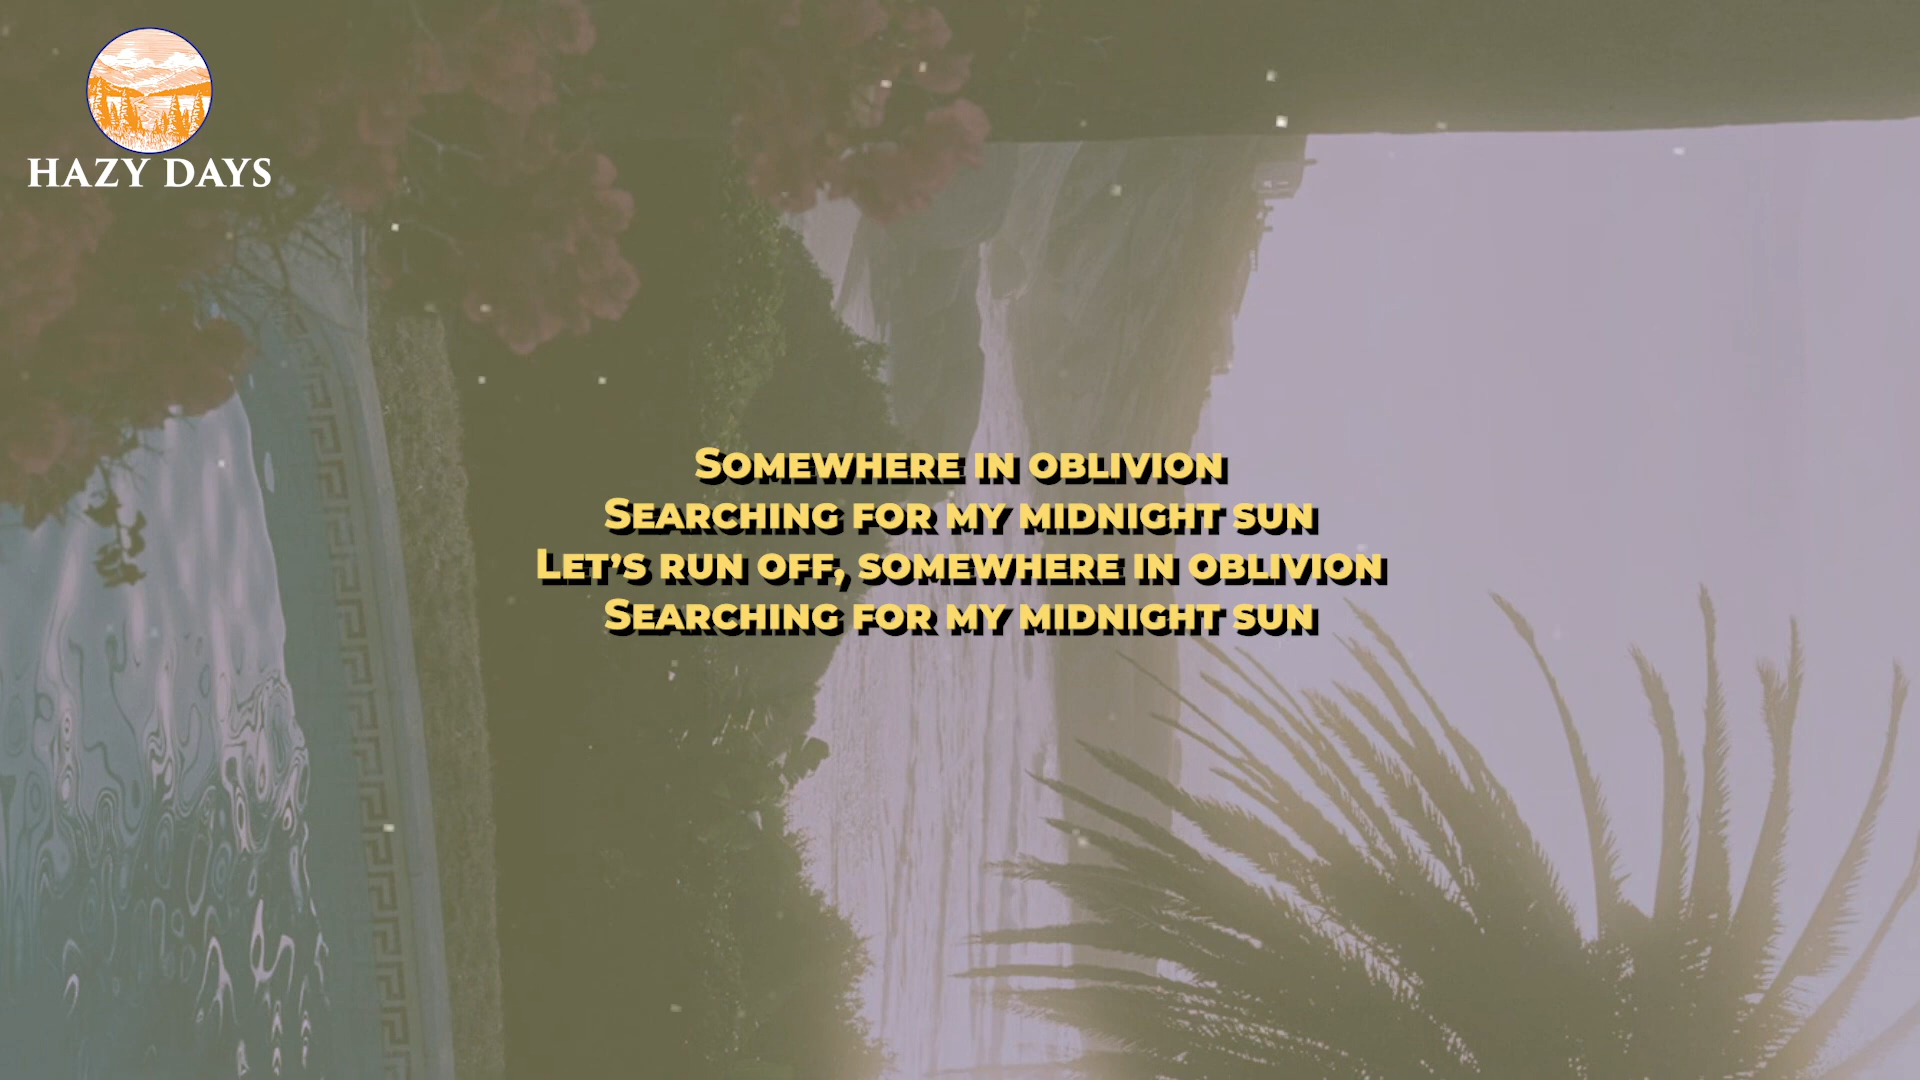 HAZY DAYS
Somewhere in oblivion
Searching for my midnight sun
Let’s run off, somewhere in oblivion
Searching for my midnight sun